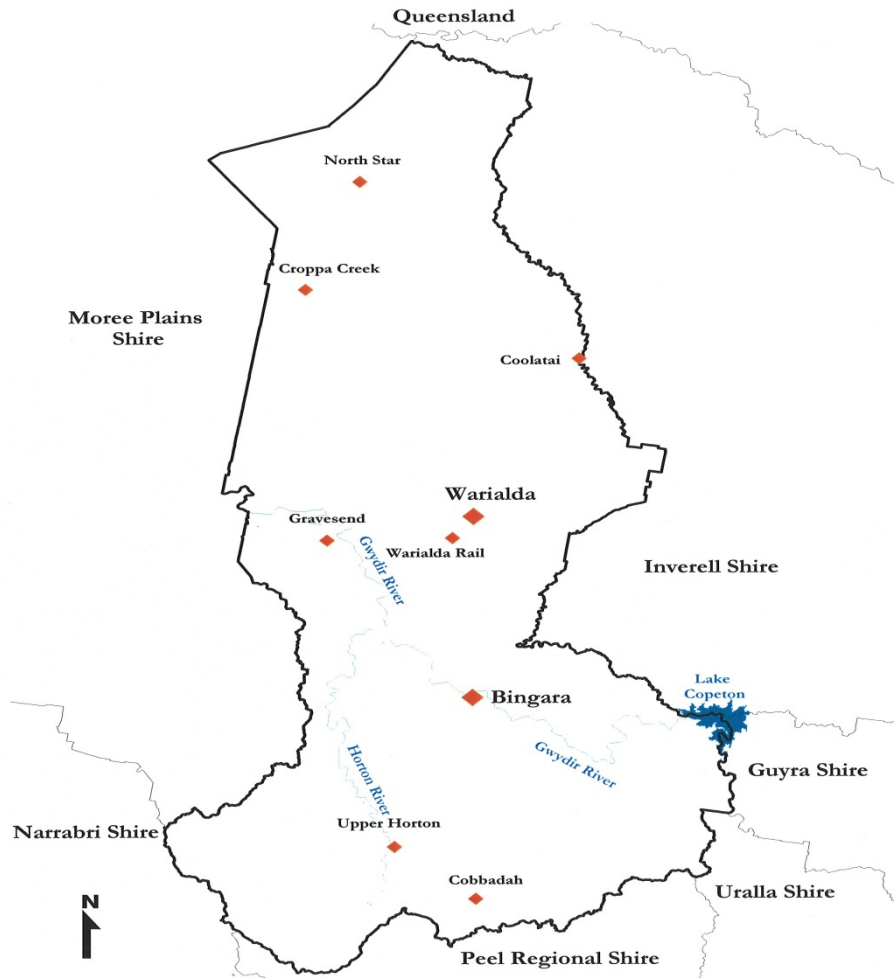 Queensland
North Star
Croppa Creek
Moree Plains
Shire
Coolatai
Warialda
Gravesend
Warialda Rail
Gwydir River
Inverell Shire
Lake
Copeton
Bingara
Gwydir River
Horton River
Guyra Shire
Narrabri Shire
Upper Horton
Cobbadah
Uralla Shire
N
Peel Regional Shire